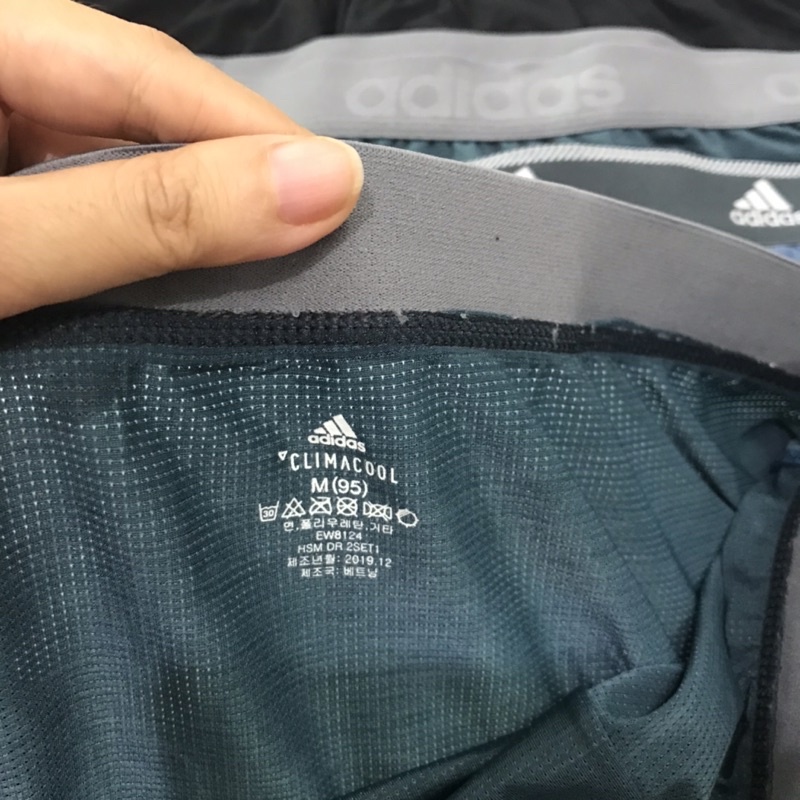 adidas
adidas
adidas
CLIMACOOL
M (95)
30
면,폴리우레탄,기타
EW8124
HSM DR 2SET1
제조년월: 2019.12
제조국: 베트남